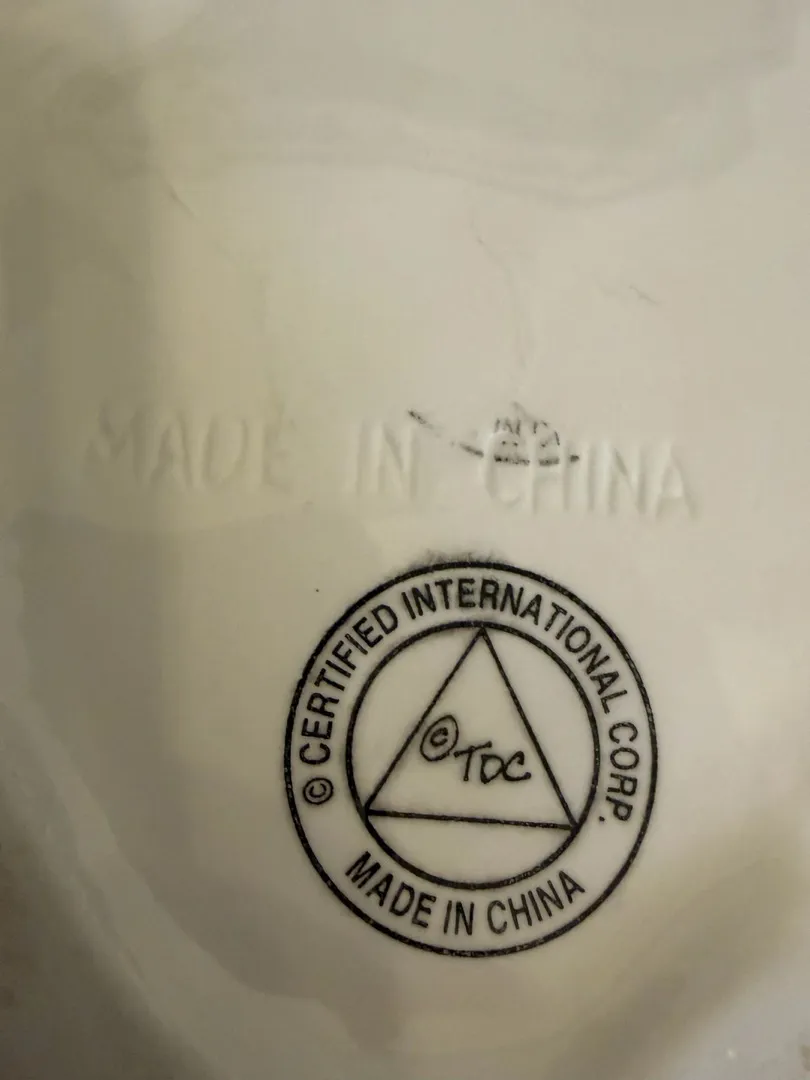 MADE IN CHINA
© CERTIFIED INTERNATIONAL CORP.
© TDC
MADE IN CHINA